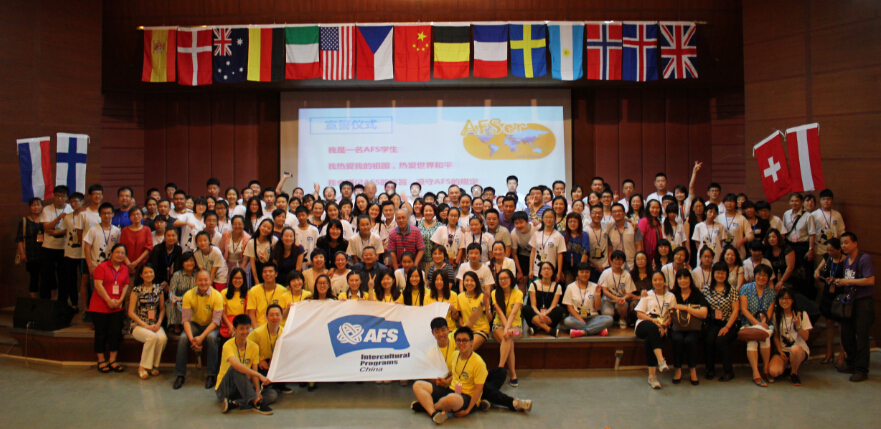 宣誓仪式
AFSer
我是一名AFS学生
我热爱我的祖国，热爱世界和平
AFS
Intercultural
Programs
China